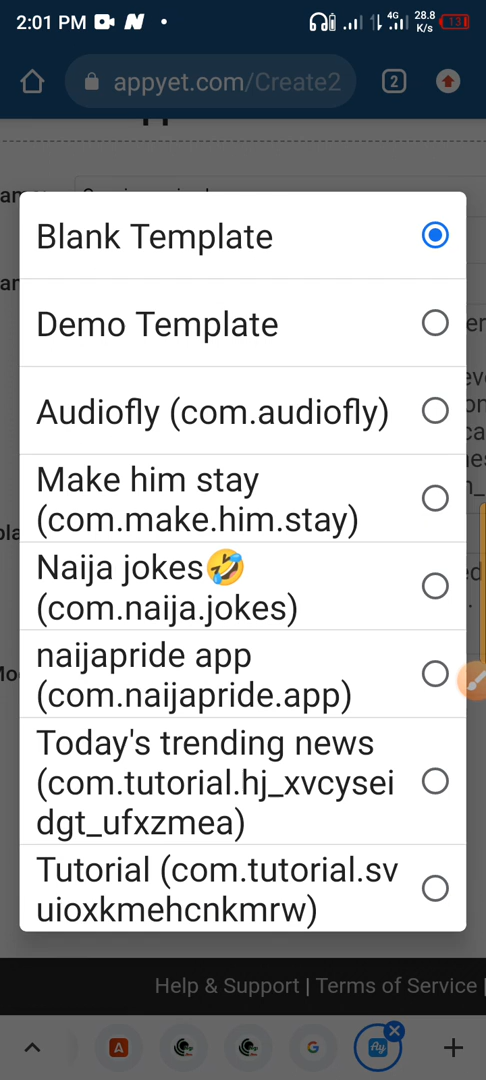 2:01 PM
4G
28.8
K/s
13
appyet.com/Create2
2
Blank Template
Demo Template
Audiofly (com.audiofly)
Make him stay
(com.make.him.stay)
Naija jokes🤣
(com.naija.jokes)
naijapride app
(com.naijapride.app)
Today's trending news
(com.tutorial.hj_xvcysei
dgt_ufxzmea)
Tutorial (com.tutorial.sv
uioxkmehcnkmrw)
Help & Support | Terms of Service |